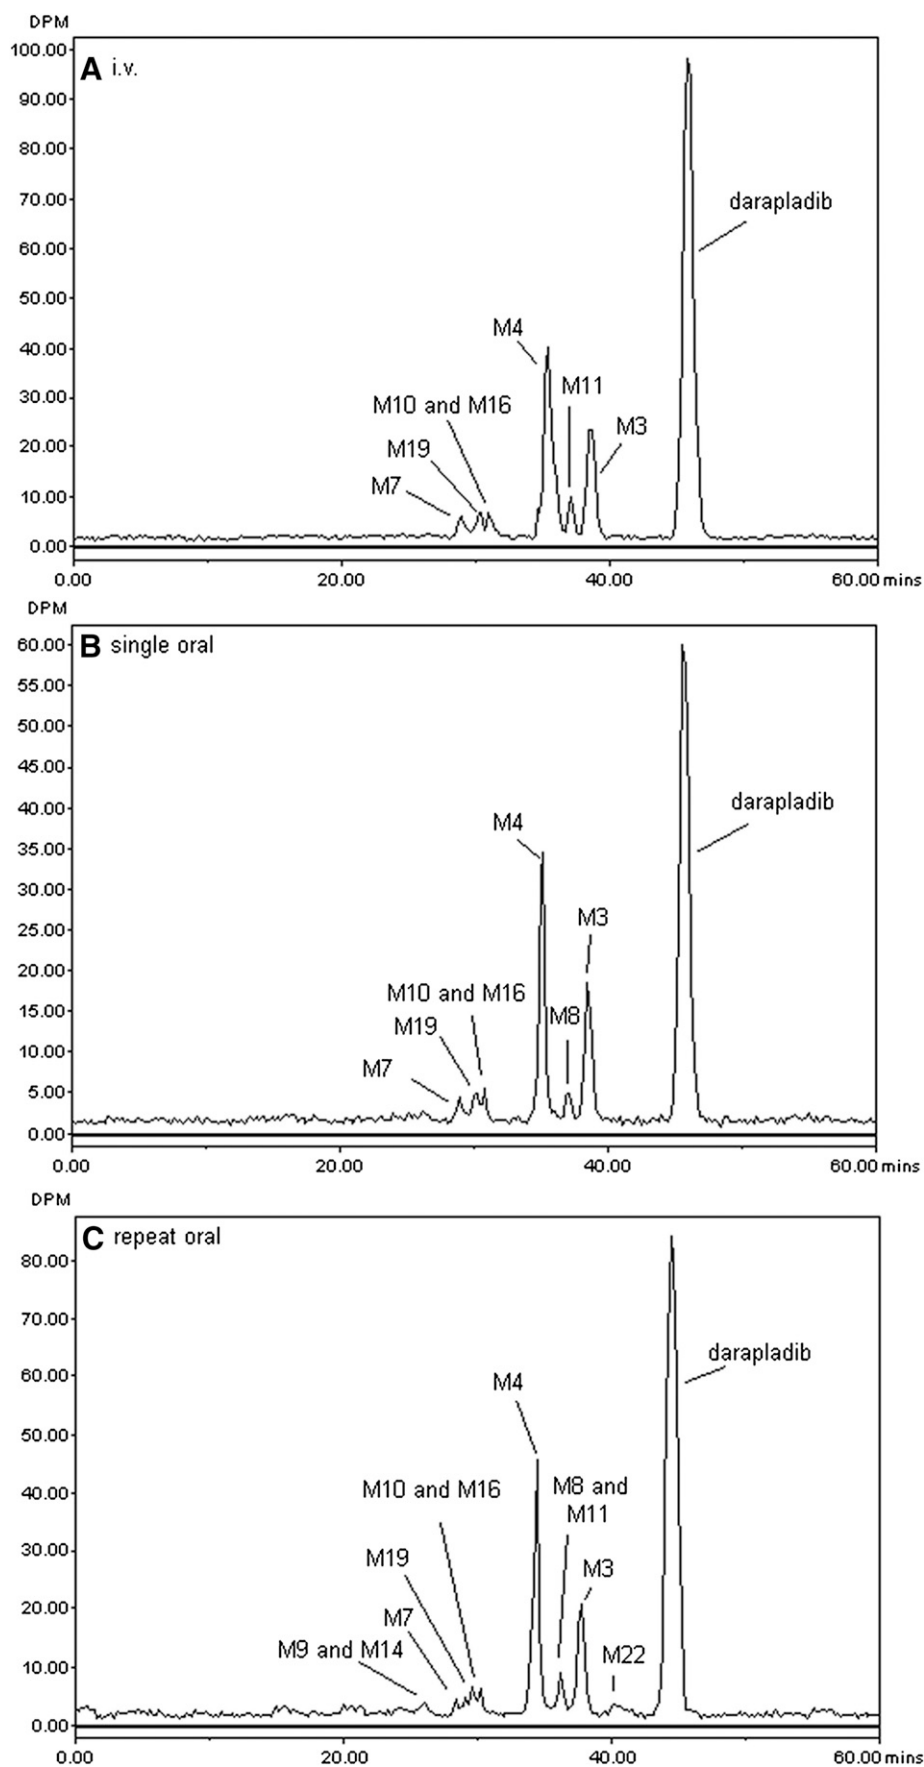 DPM
100.00
A i.v.
90.00
80.00
70.00
darapladib
60.00
50.00
40.00
M4
M11
30.00
M10 and M16
M3
20.00
M19
M7
10.00
0.00
0.00 20.00 40.00 60.00 mins
DPM
60.00
B single oral
55.00
50.00
45.00
40.00
darapladib
M4
35.00
30.00
M3
25.00
20.00
M10 and M16
15.00
M8
M19
10.00
M7
5.00
0.00
0.00 20.00 40.00 60.00 mins
DPM
C repeat oral
80.00
70.00
darapladib
60.00
M4
50.00
M10 and M16
M8 and
40.00
M11
30.00
M19
M3
20.00
M7
M9 and M14
M22
10.00
0.00
0.00 20.00 40.00 60.00 mins